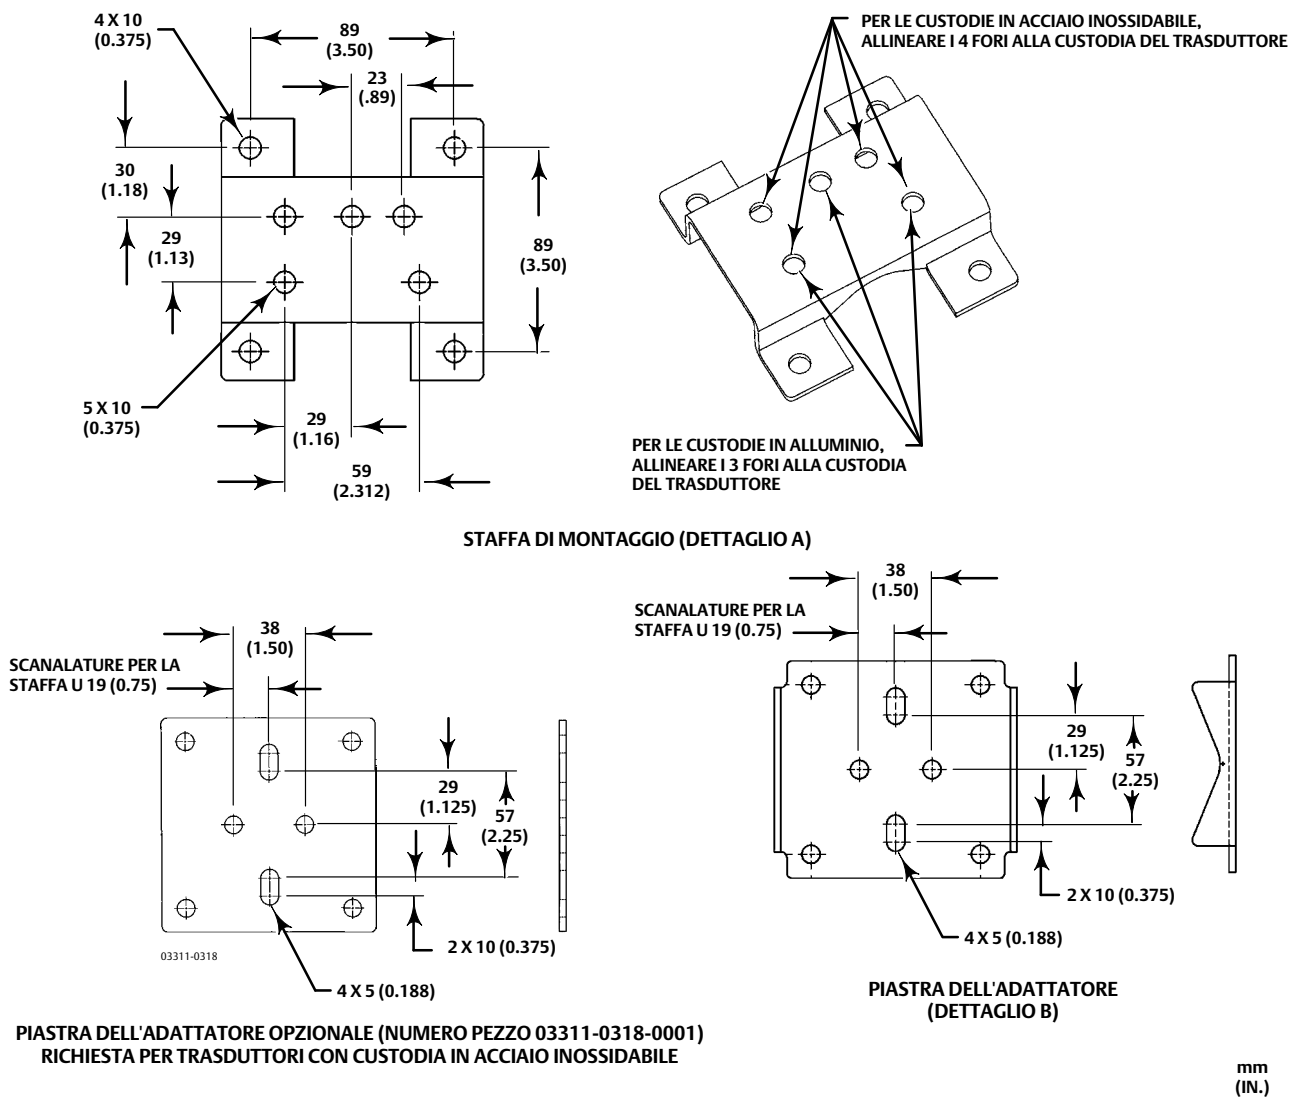 4 X 10
(0.375)
89
(3.50)
23
(.89)
30
(1.18)
29
(1.13)
89
(3.50)
5 X 10
(0.375)
29
(1.16)
59
(2.312)
PER LE CUSTODIE IN ACCIAIO INOSSIDABILE,
ALLINEARE I 4 FORI ALLA CUSTODIA DEL TRASDUTTORE
PER LE CUSTODIE IN ALLUMINIO,
ALLINEARE I 3 FORI ALLA CUSTODIA
DEL TRASDUTTORE
STAFFA DI MONTAGGIO (DETTAGLIO A)
38
(1.50)
SCANALATURE PER LA
STAFFA U 19 (0.75)
29
(1.125)
57
(2.25)
2 X 10 (0.375)
03311-0318
4 X 5 (0.188)
PIASTRA DELL'ADATTATORE OPZIONALE (NUMERO PEZZO 03311-0318-0001)
RICHIESTA PER TRASDUTTORI CON CUSTODIA IN ACCIAIO INOSSIDABILE
38
(1.50)
SCANALATURE PER LA
STAFFA U 19 (0.75)
29
(1.125)
57
(2.25)
2 X 10 (0.375)
4 X 5 (0.188)
PIASTRA DELL'ADATTATORE
(DETTAGLIO B)
mm
(IN.)